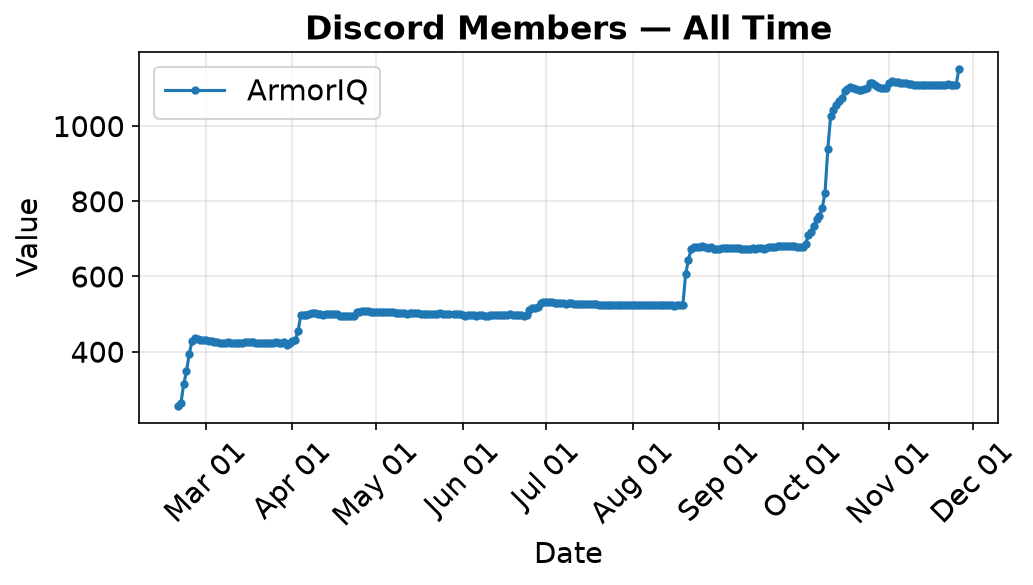 Discord Members — All Time
ArmorIQ
1000
800
600
400
Value
Mar 01
Apr 01
May 01
Jun 01
Jul 01
Aug 01
Sep 01
Oct 01
Nov 01
Dec 01
Date